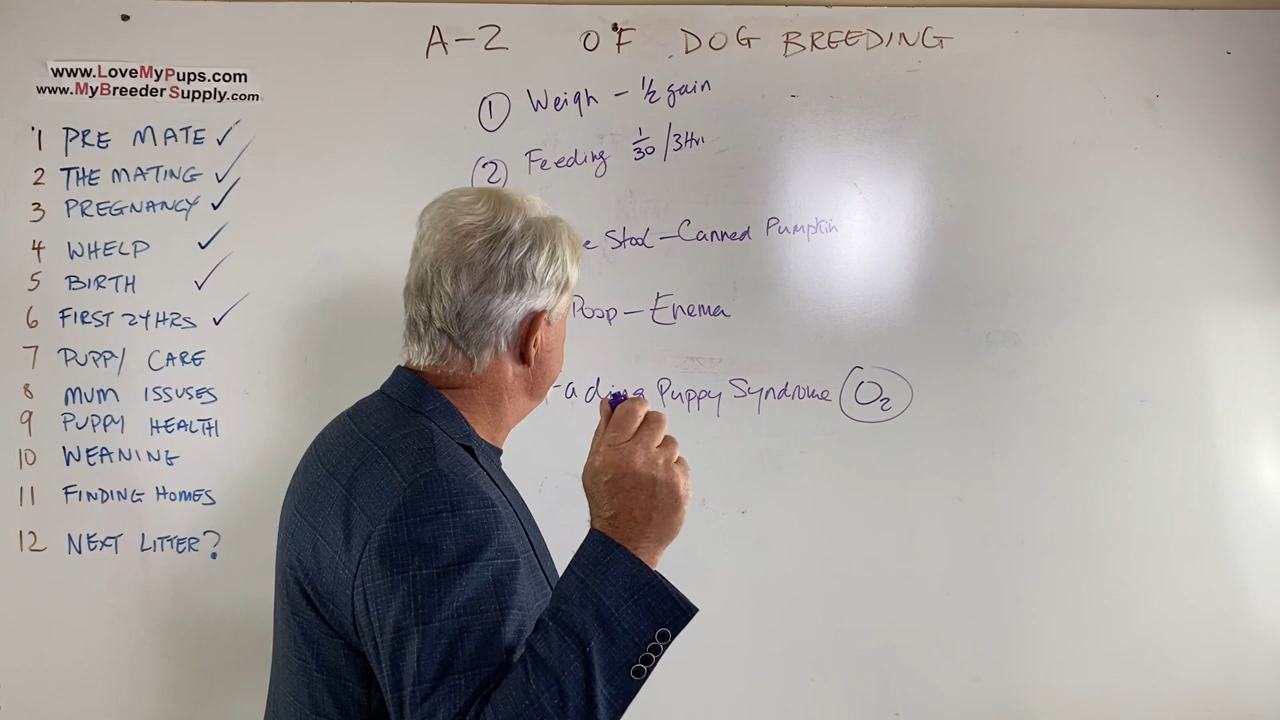 A-Z OF DOG BREEDING
www.LoveMyPups.com
www.MyBreederSupply.com
1 PRE MATE ✓
2 THE MATING ✓
3 PREGNANCY ✓
4 WHELP ✓
5 BIRTH ✓
6 FIRST 24HRS ✓
7 PUPPY CARE
8 MUM ISSUSES
9 PUPPY HEALTH
10 WEANING
11 FINDING HOMES
12 NEXT LITTER?
1 Weigh - ½ gain
2 Feeding 1/30 /3Hrs
Stool - Canned Pumpkin
Poop - Enema
Fading Puppy Syndrome O2